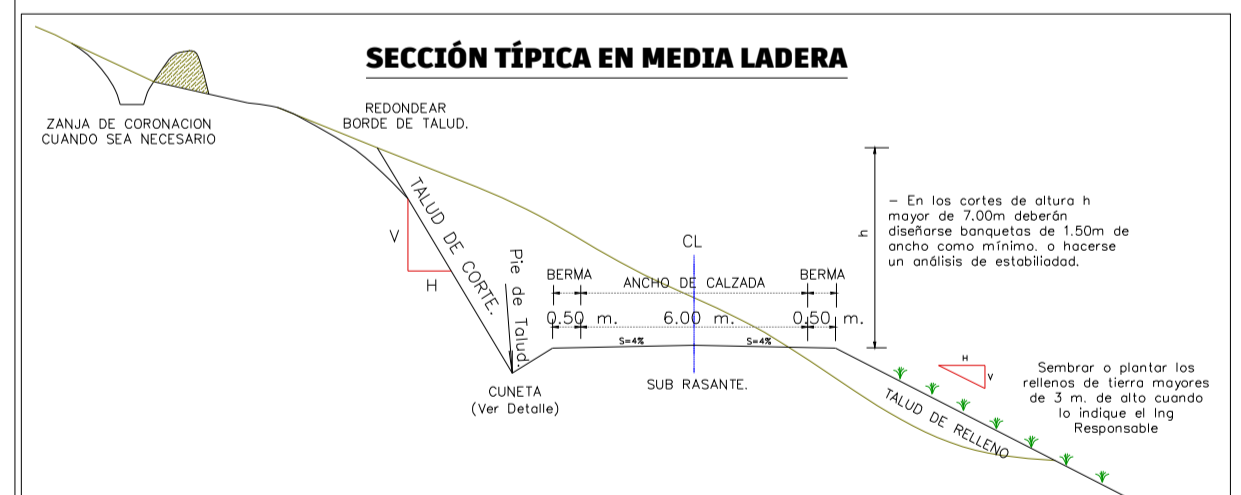 SECCIÓN TÍPICA EN MEDIA LADERA
ZANJA DE CORONACION
CUANDO SEA NECESARIO
REDONDEAR
BORDE DE TALUD.
TALUD DE CORTE.
V
H
Pie de Talud.
CUNETA
(Ver Detalle)
CL
BERMA
ANCHO DE CALZADA
BERMA
0.50 m.
6.00 m.
0.50 m.
S=4%
S=4%
SUB RASANTE.
h
– En los cortes de altura h
mayor de 7.00m deberán
diseñarse banquetas de 1.50m de
ancho como mínimo. o hacerse
un análisis de estabiliadad.
H
V
TALUD DE RELLENO
Sembrar o plantar los
rellenos de tierra mayores
de 3 m. de alto cuando
lo indique el Ing
Responsable